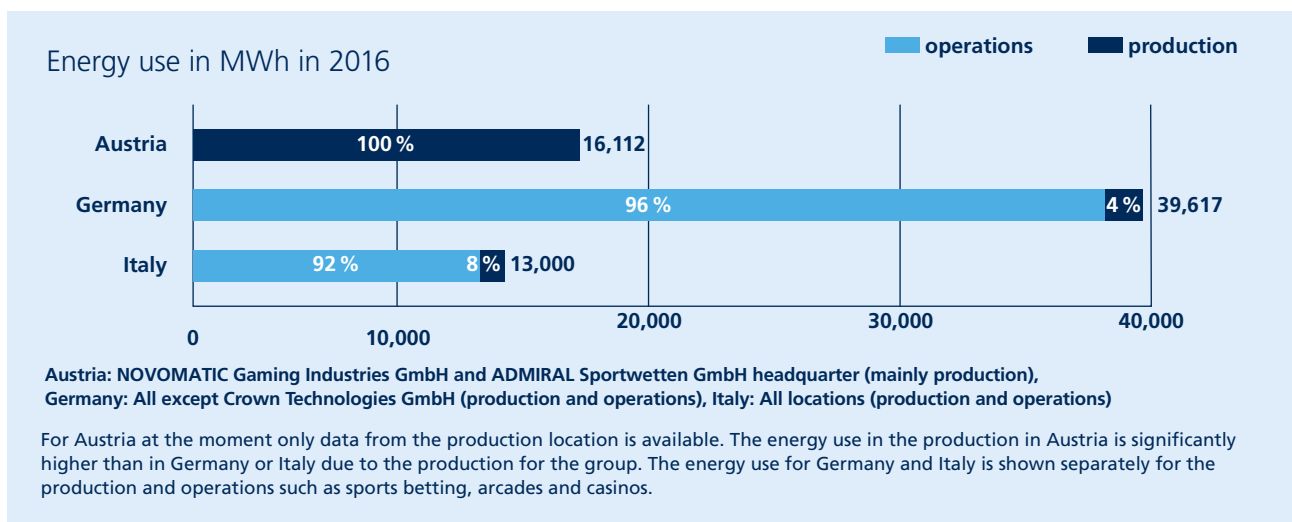 Energy use in MWh in 2016
operations
production
Austria
100 %
16,112
Germany
96 %
4 %
39,617
Italy
92 %
8 %
13,000
0
10,000
20,000
30,000
40,000
Austria: NOVOMATIC Gaming Industries GmbH and ADMIRAL Sportwetten GmbH headquarter (mainly production),
Germany: All except Crown Technologies GmbH (production and operations), Italy: All locations (production and operations)
For Austria at the moment only data from the production location is available. The energy use in the production in Austria is significantly
higher than in Germany or Italy due to the production for the group. The energy use for Germany and Italy is shown separately for the
production and operations such as sports betting, arcades and casinos.